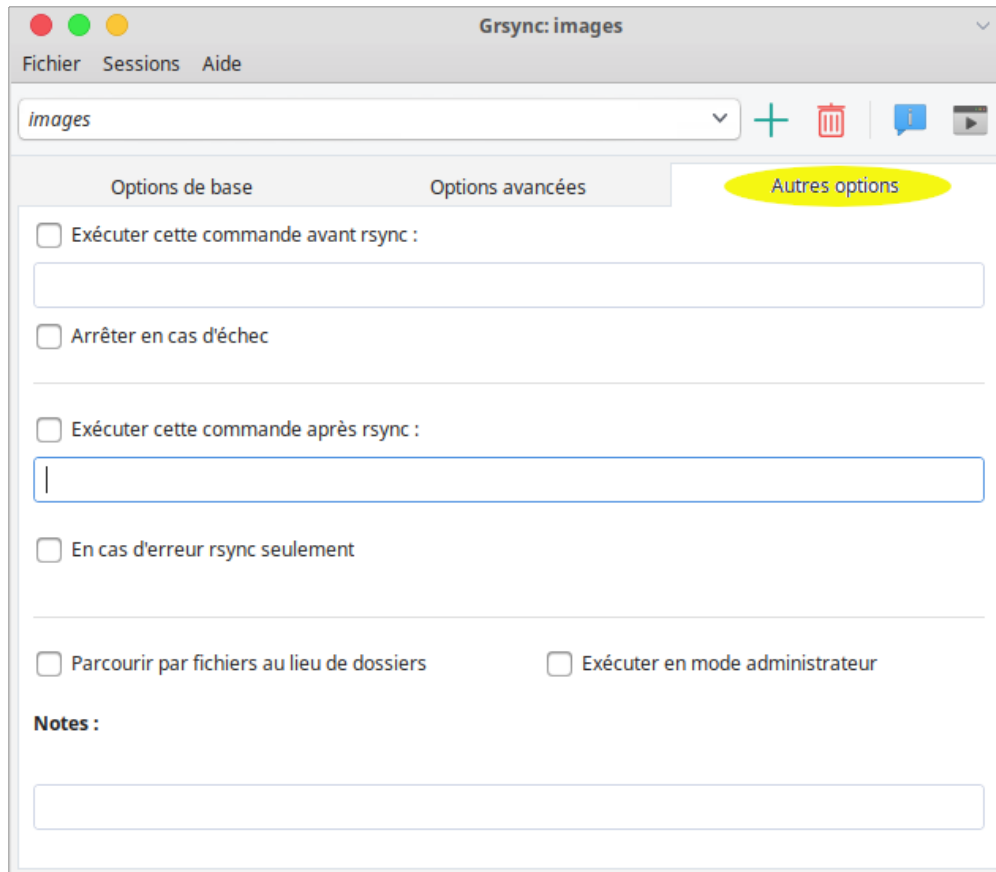 Grsync: images
Fichier Sessions Aide
images
Options de base Options avancées Autres options
Exécuter cette commande avant rsync :
Arrêter en cas d'échec
Exécuter cette commande après rsync :
En cas d'erreur rsync seulement
Parcourir par fichiers au lieu de dossiers Exécuter en mode administrateur
Notes :